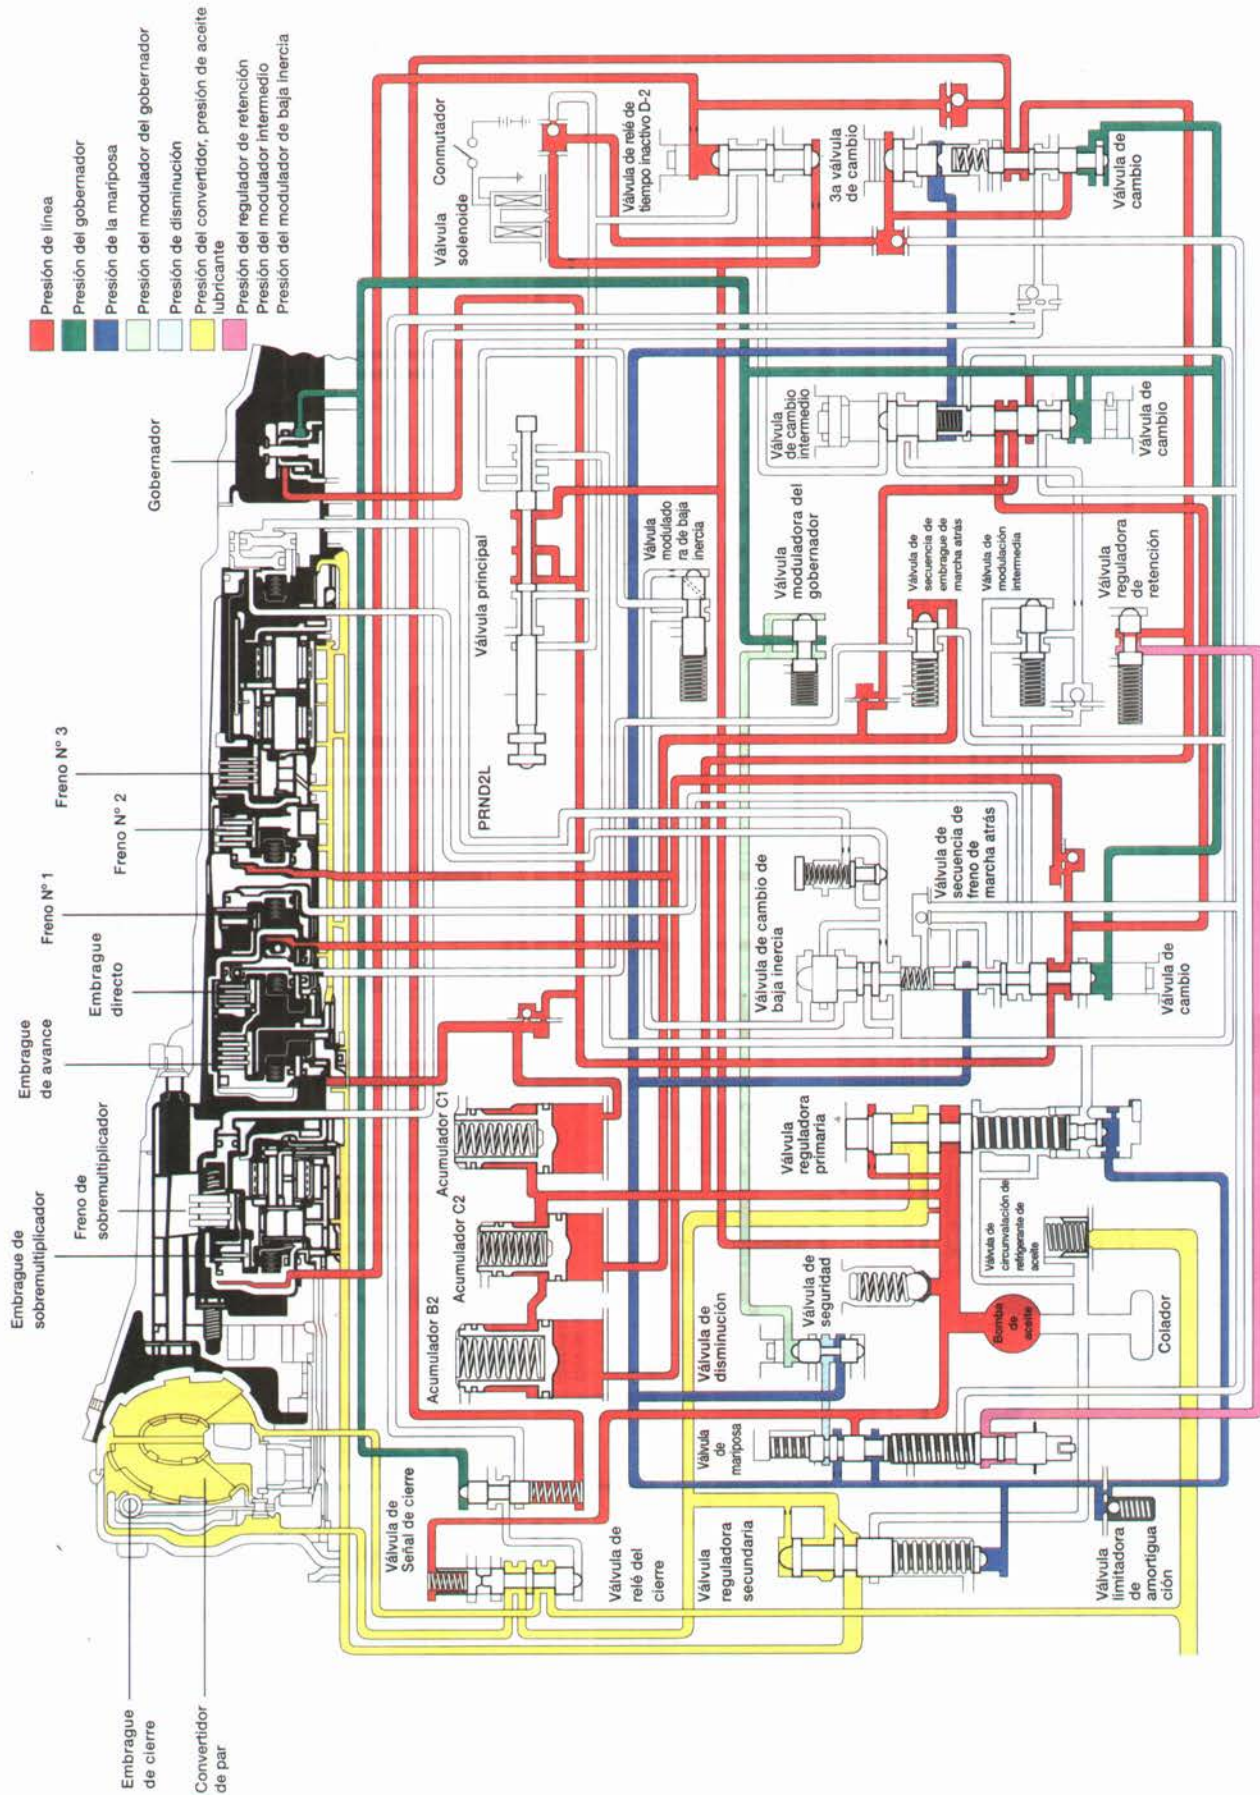 Presión de línea
Presión del gobernador
Presión de la mariposa
Presión del modulador del gobernador
Presión de disminución
Presión del convertidor, presión de aceite
lubricante
Presión del regulador de retención
Presión del modulador intermedio
Presión del modulador de baja inercia
Embrague
de cierre
Convertidor
de par
Embrague de
sobremultiplicador
Freno de
sobremultiplicador
Embrague
de avance
Embrague
directo
Freno Nº 1
Freno Nº 2
Freno Nº 3
Gobernador
Válvula de
Señal de cierre
Acumulador B2
Acumulador C2
Acumulador C1
PRND2L
Válvula principal
Válvula
solenoide
Conmutador
Válvula de
relé del
cierre
Válvula
modulado
ra de baja
inercia
Válvula de relé de
tiempo inactivo D-2
Válvula
reguladora
secundaria
Válvula
de
mariposa
Válvula de
disminución
Válvula de
seguridad
Válvula
reguladora
primaria
Válvula de cambio de
baja inercia
Válvula
moduladora del
gobernador
Válvula
de cambio
intermedio
3a válvula
de cambio
Válvula de
secuencia de
embrague de
marcha atrás
Válvula de
secuencia de
freno de
marcha atrás
Válvula de
modulación
intermedia
Válvula de
circunvalación de
refrigerante de
aceite
Bomba
de
aceite
Válvula
limitadora
de
amortigua
ción
Colador
Válvula de
cambio
Válvula
reguladora
de
retención
Válvula de
cambio
Válvula de
cambio